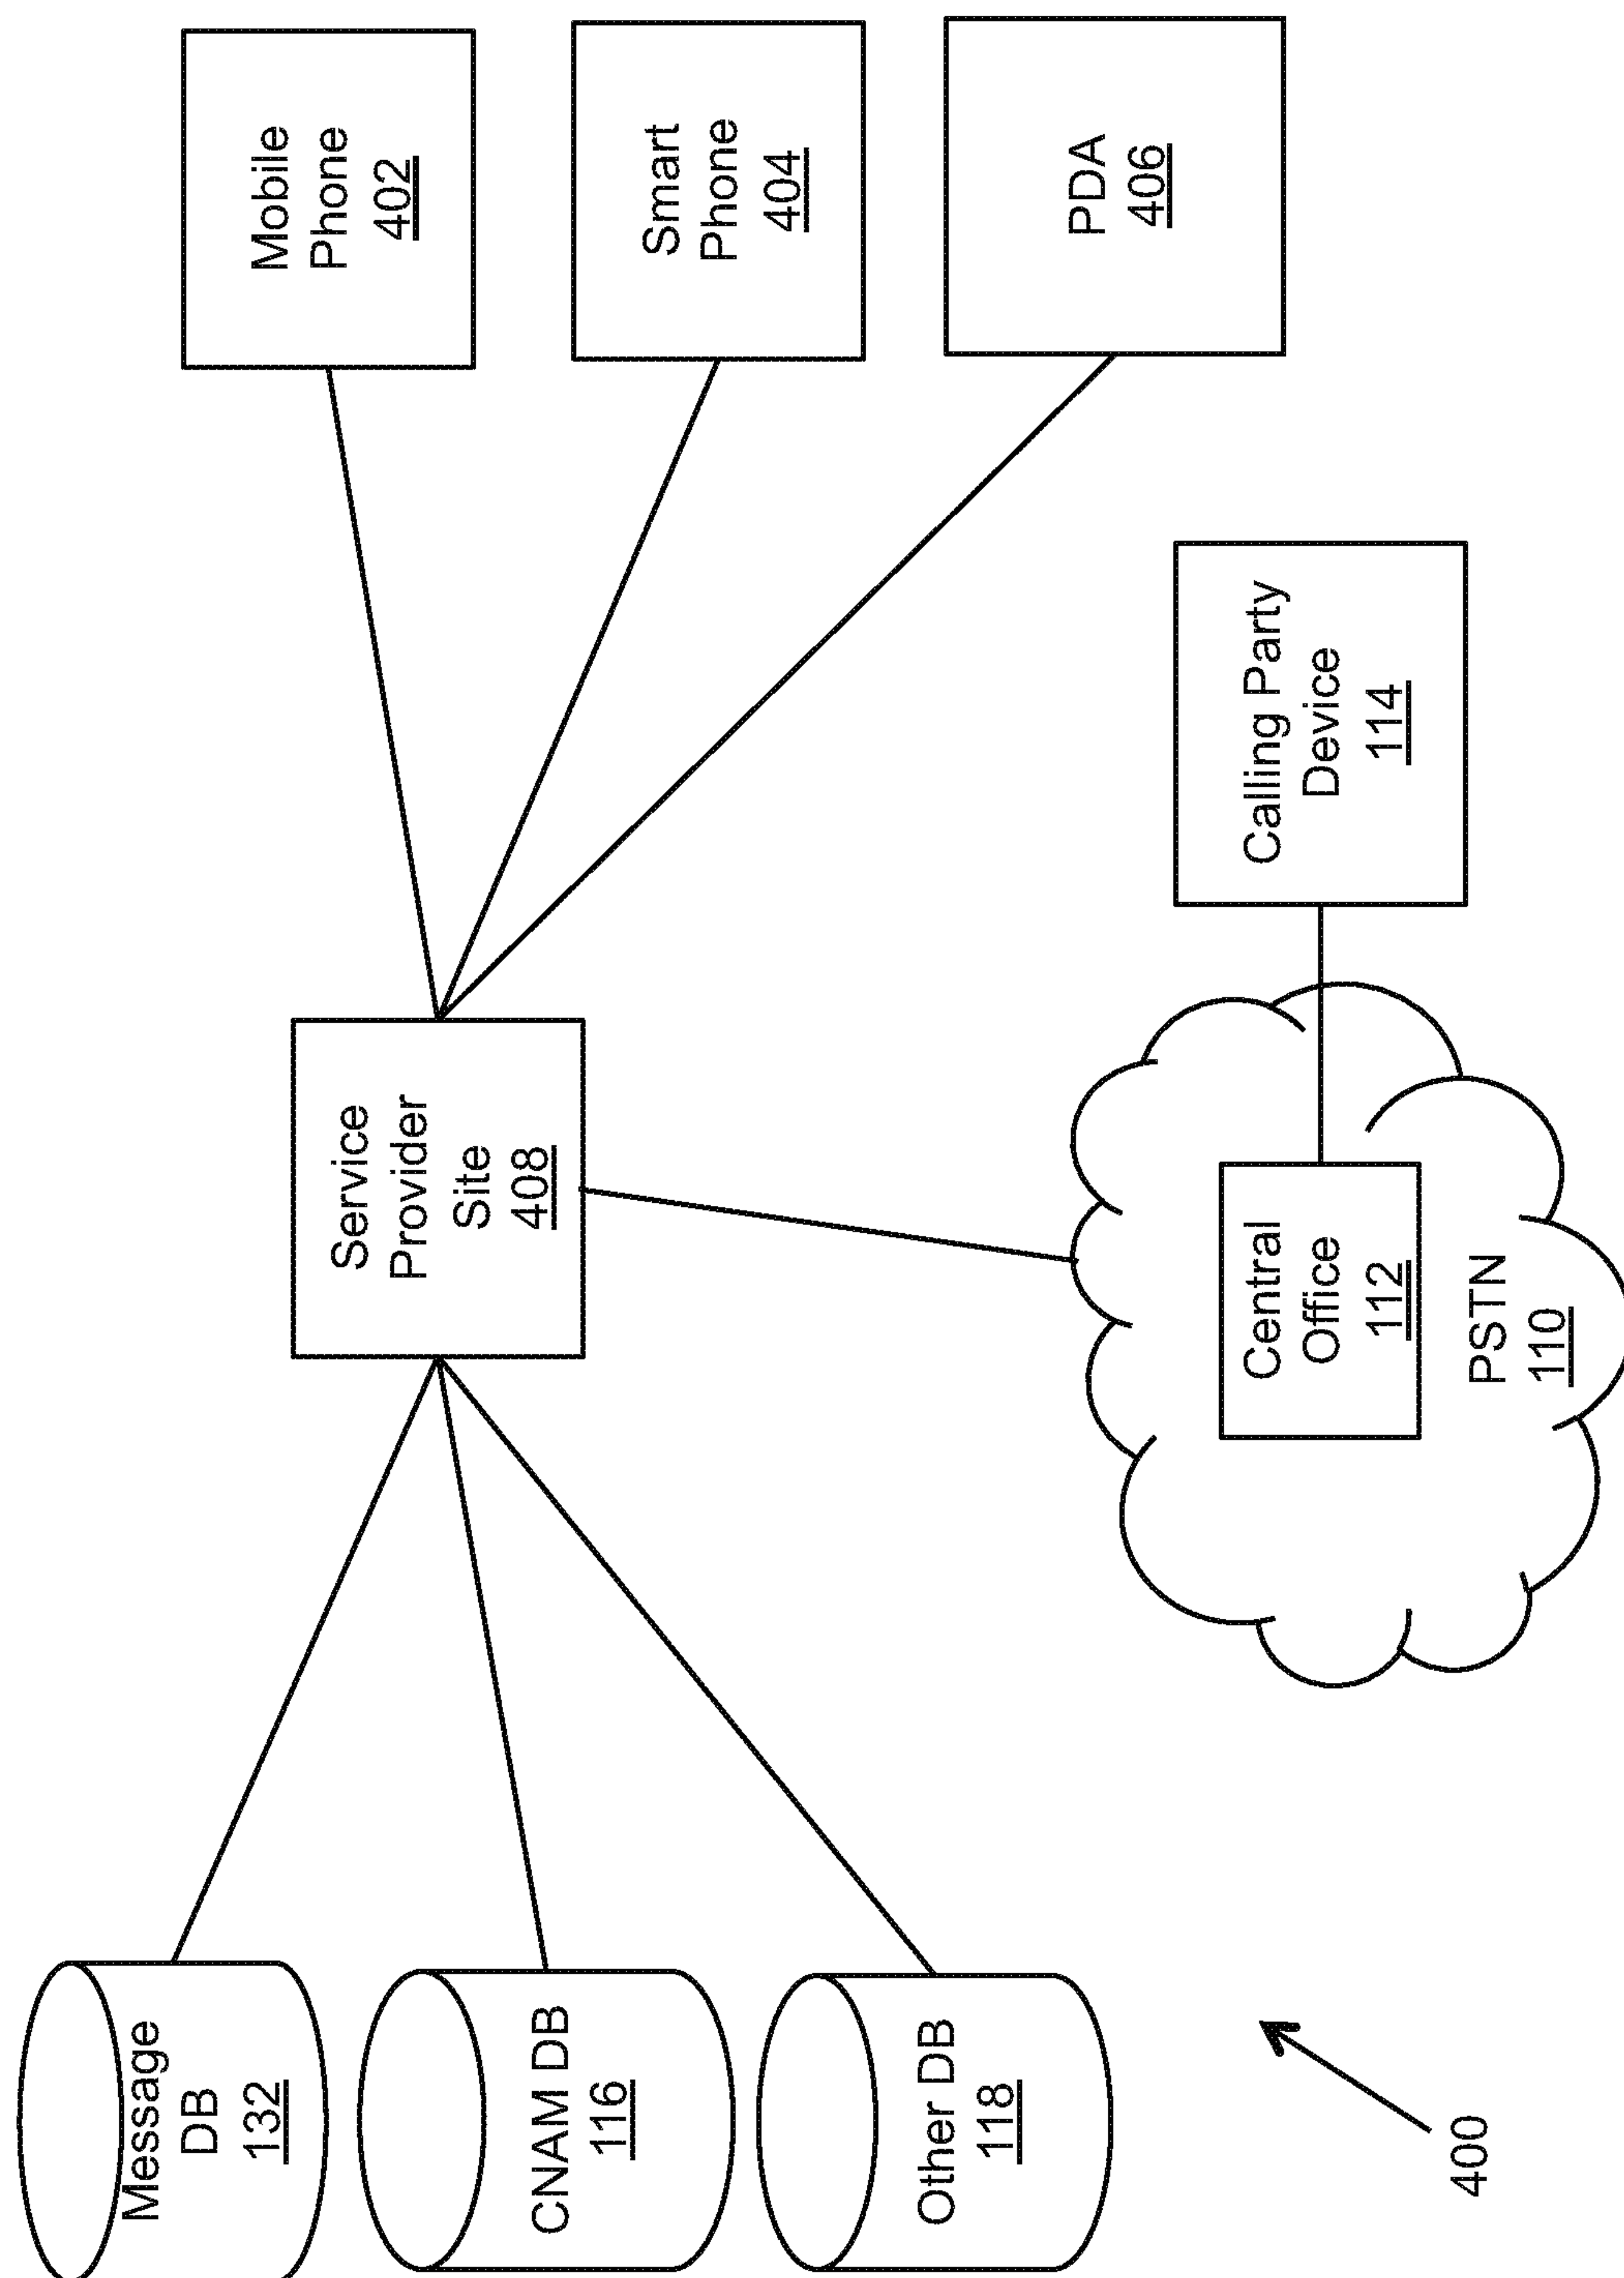 Message
DB
132
CNAM DB
116
Other DB
118
Service
Provider
Site
408
Mobile
Phone
402
Smart
Phone
404
PDA
406
Central
Office
112
PSTN
110
Calling Party
Device
114
400